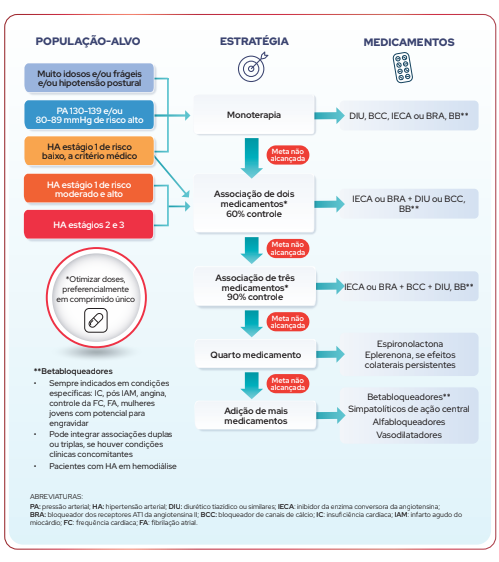 POPULAÇÃO-ALVO
ESTRATÉGIA
MEDICAMENTOS
Muito idosos e/ou frágeis
e/ou hipotensão postural
PA 130-139 e/ou
80-89 mmHg de risco alto
HA estágio 1 de risco
baixo, a critério médico
HA estágio 1 de risco
moderado e alto
HA estágios 2 e 3
*Otimizar doses,
preferencialmente
em comprimido único
Monoterapia
DIU, BCC, IECA ou BRA, BB**
Meta não
alcançada
Associação de dois
medicamentos*
60% controle
IECA ou BRA + DIU ou BCC,
BB**
Meta não
alcançada
Associação de três
medicamentos*
90% controle
IECA ou BRA + BCC + DIU, BB**
Meta não
alcançada
Quarto medicamento
Espironolactona
Eplerenona, se efeitos
colaterais persistentes
Meta não
alcançada
Adição de mais
medicamentos
Betabloqueadores**
Simpatolíticos de ação central
Alfabloqueadores
Vasodilatadores
**Betabloqueadores
• Sempre indicados em condições
específicas: IC, pós IAM, angina,
controle da FC, FA, mulheres
jovens com potencial para
engravidar
• Pode integrar associações duplas
ou triplas, se houver condições
clínicas concomitantes
• Pacientes com HA em hemodiálise
ABREVIATURAS:
PA: pressão arterial; HA: hipertensão arterial; DIU: diurético tiazídico ou similares; IECA: inibidor da enzima conversora da angiotensina;
BRA: bloqueador dos receptores AT1 da angiotensina II; BCC: bloqueador de canais de cálcio; IC: insuficiência cardíaca; IAM: infarto agudo do
miocárdio; FC: frequência cardíaca; FA: fibrilação atrial.